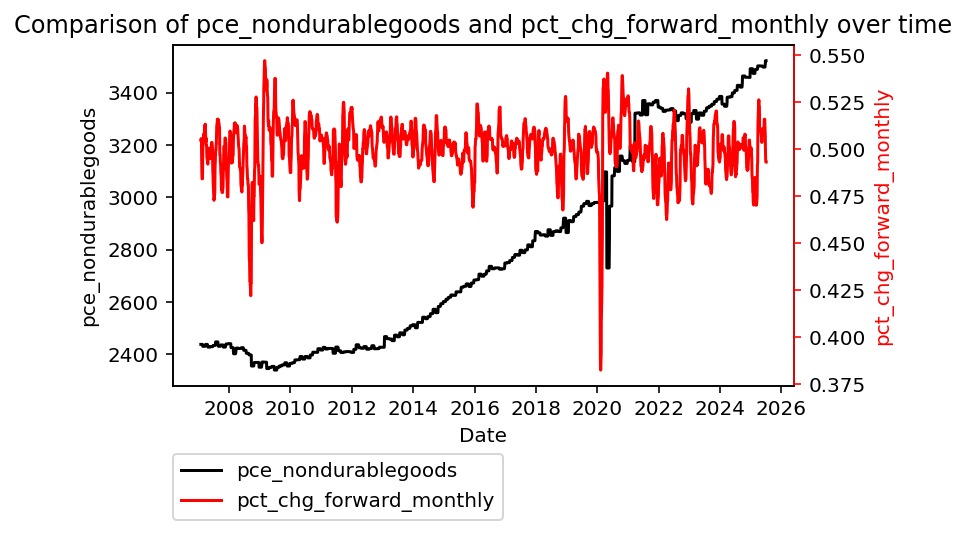 Comparison of pce_nondurablegoods and pct_chg_forward_monthly over time
pce_nondurablegoods
3400
3200
3000
2800
2600
2400
0.550
0.525
0.500
0.475
0.450
0.425
0.400
0.375
pct_chg_forward_monthly
2008 2010 2012 2014 2016 2018 2020 2022 2024 2026
Date
pce_nondurablegoods
pct_chg_forward_monthly